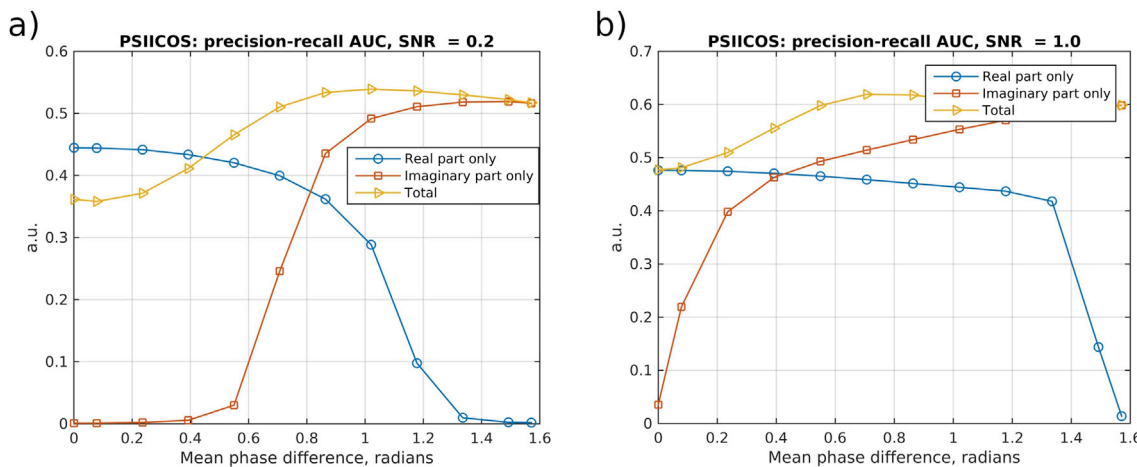 a)
PSIICOS: precision-recall AUC, SNR = 0.2
0.6
0.5
0.4
0.3
0.2
0.1
0
a.u.
Real part only
Imaginary part only
Total
0 0.2 0.4 0.6 0.8 1 1.2 1.4 1.6
Mean phase difference, radians
b)
PSIICOS: precision-recall AUC, SNR = 1.0
0.7
0.6
0.5
0.4
0.3
0.2
0.1
0
a.u.
Real part only
Imaginary part only
Total
0 0.2 0.4 0.6 0.8 1 1.2 1.4 1.6
Mean phase difference, radians